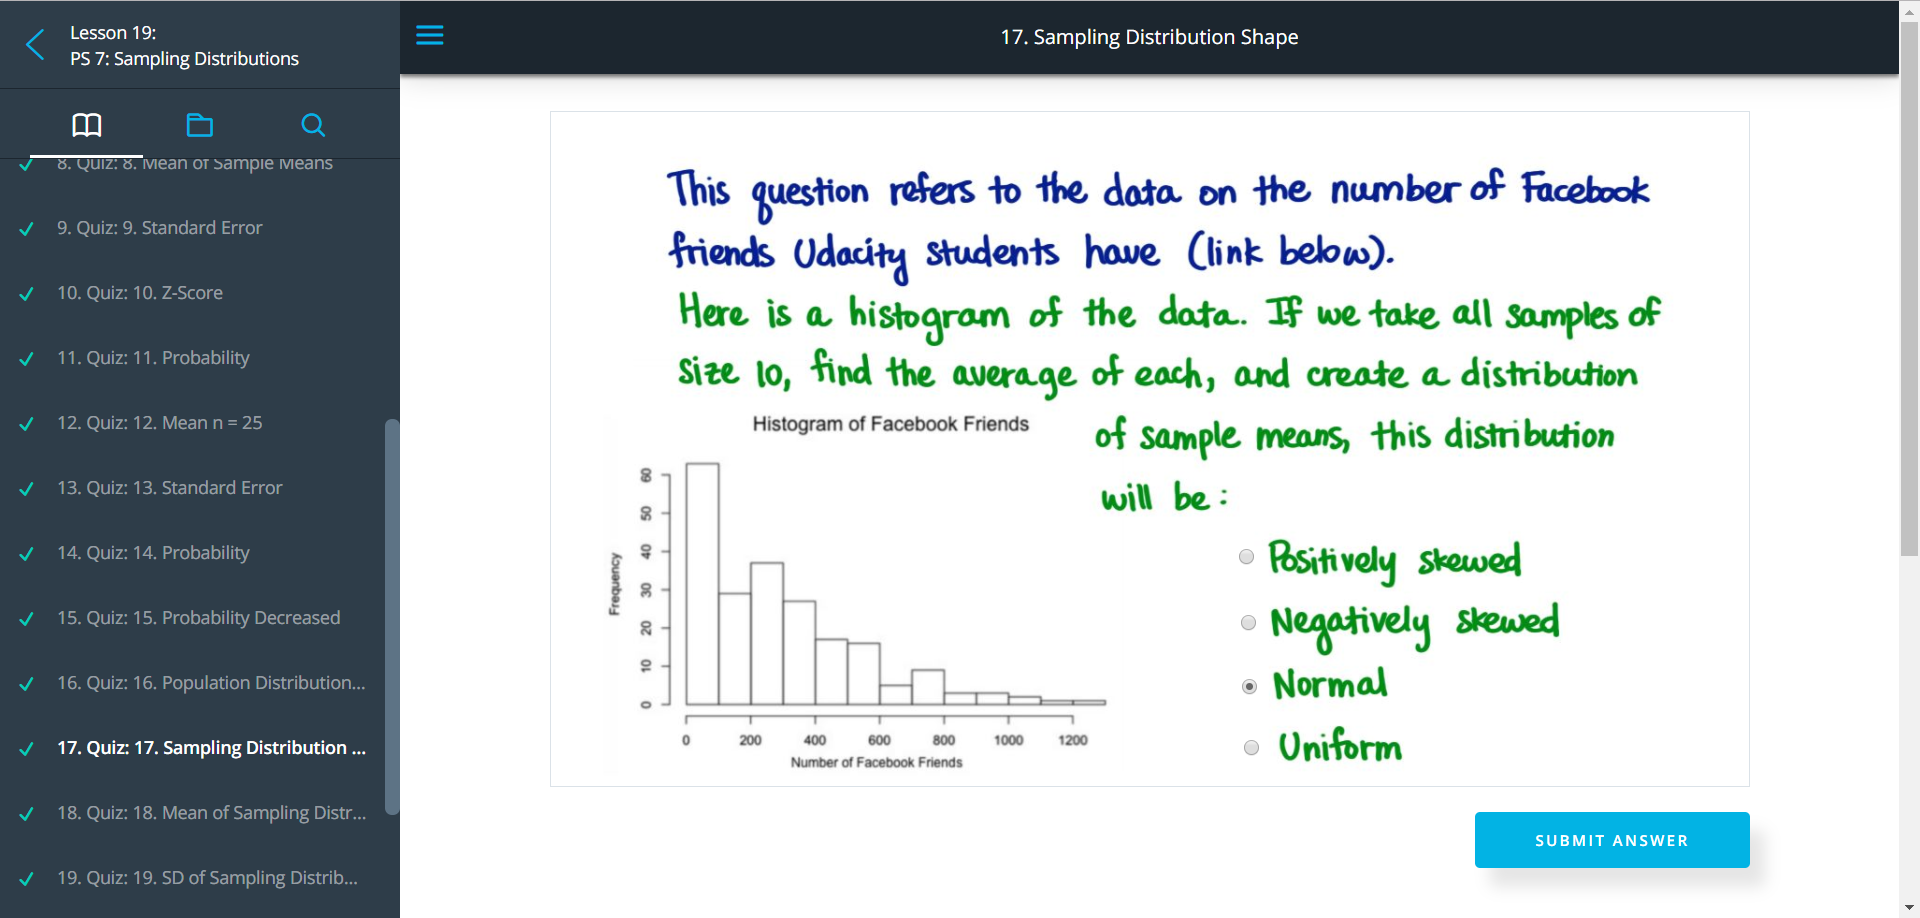 Lesson 19:
PS 7: Sampling Distributions
8. Quiz: 8. Mean of Sample Means
9. Quiz: 9. Standard Error
10. Quiz: 10. Z-Score
11. Quiz: 11. Probability
12. Quiz: 12. Mean n = 25
13. Quiz: 13. Standard Error
14. Quiz: 14. Probability
15. Quiz: 15. Probability Decreased
16. Quiz: 16. Population Distribution...
17. Quiz: 17. Sampling Distribution ...
18. Quiz: 18. Mean of Sampling Distr...
19. Quiz: 19. SD of Sampling Distrib...
17. Sampling Distribution Shape
This question refers to the data on the number of Facebook
friends Udacity students have (link below).
Here is a histogram of the data. If we take all samples of
size 10, find the average of each, and create a distribution
of sample means, this distribution
will be:
Histogram of Facebook Friends
Frequency
60
50
40
30
20
10
0
0 200 400 600 800 1000 1200
Number of Facebook Friends
Positively skewed
Negatively skewed
Normal
Uniform
SUBMIT ANSWER